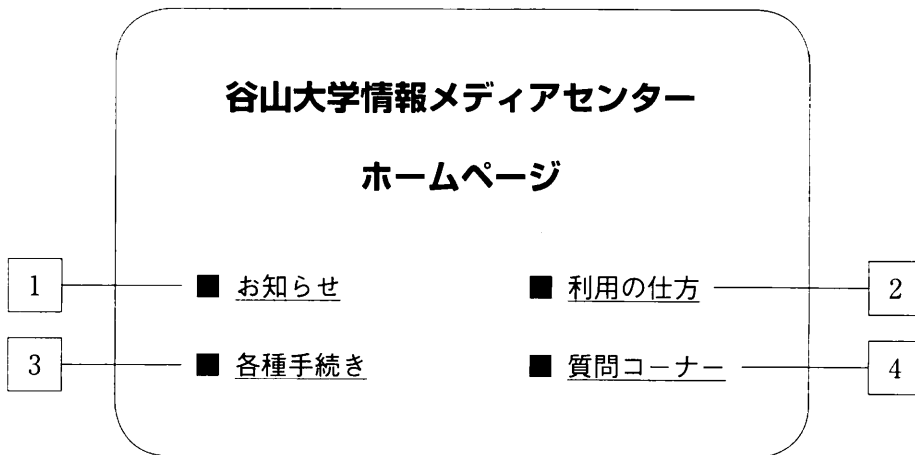 谷山大学情報メディアセンター
ホームページ
1 ■ お知らせ ■ 利用の仕方 2
3 ■ 各種手続き ■ 質問コーナー 4